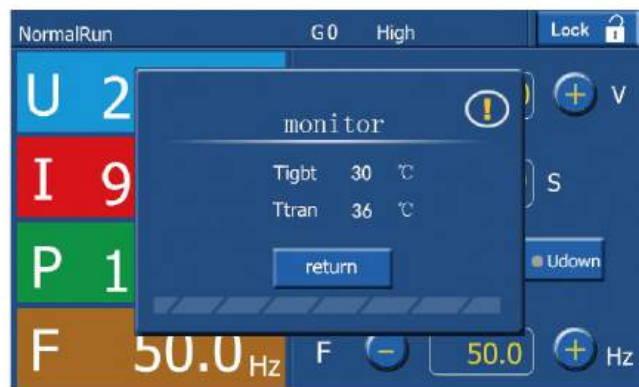 NormalRun G0 High Lock
U 2 V
monitor
Tigbt 30 ℃
I 9 S
Ttran 36 ℃
P 1 return Udown
F 50.0 Hz F 50.0 Hz